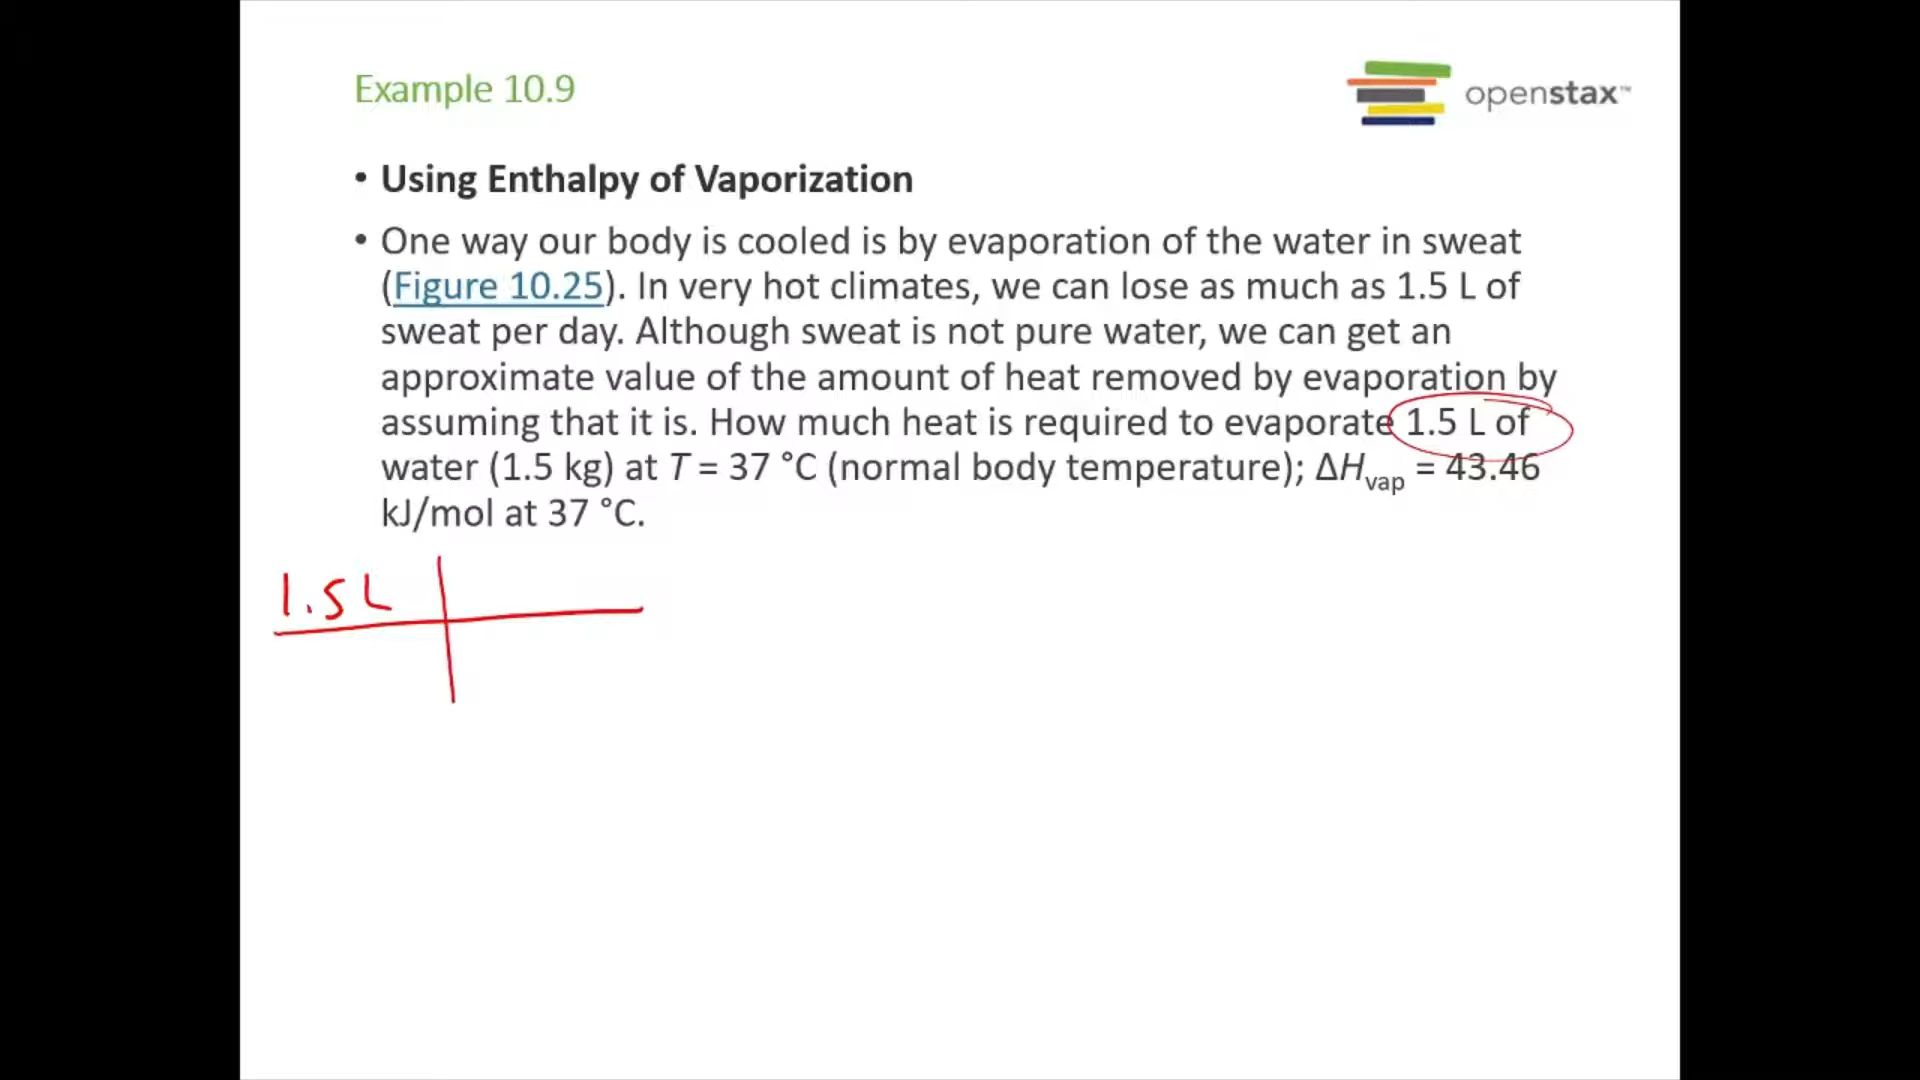 Example 10.9
openstax™
• Using Enthalpy of Vaporization
• One way our body is cooled is by evaporation of the water in sweat
(Figure 10.25). In very hot climates, we can lose as much as 1.5 L of
sweat per day. Although sweat is not pure water, we can get an
approximate value of the amount of heat removed by evaporation by
assuming that it is. How much heat is required to evaporate 1.5 L of
water (1.5 kg) at T = 37 °C (normal body temperature); ΔHvap = 43.46
kJ/mol at 37 °C.
1.5 L